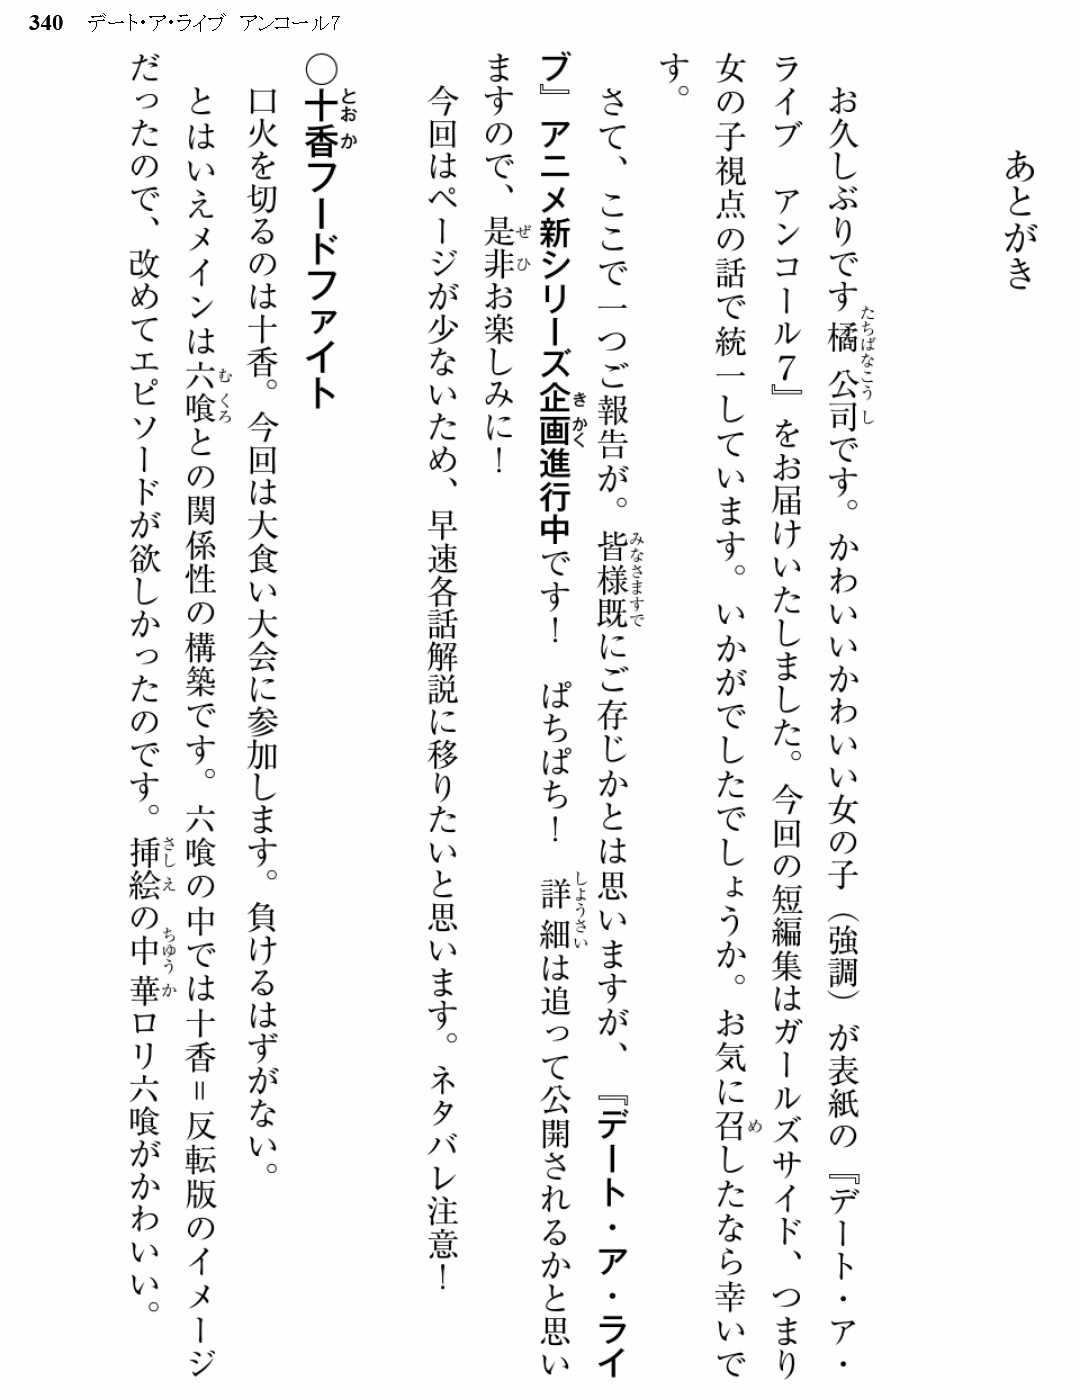 340 デート・ア・ライブ アンコール7
あとがき
お久しぶりです橘公司です。かわいいかわいい女の子（強調）が表紙の『デート・ア・
ライブ アンコール7』をお届けいたしました。今回の短編集はガールズサイド、つまり
女の子視点の話で統一しています。いかがでしたでしょうか。お気に召したなら幸いで
す。
さて、ここで一つご報告が。皆様既にご存じかとは思いますが、『デート・ア・ライ
ブ』アニメ新シリーズ企画進行中です！ ぱちぱち！ 詳細は追って公開されるかと思い
ますので、是非お楽しみに！
今回はページが少ないため、早速各話解説に移りたいと思います。ネタバレ注意！
○十香フードファイト
口火を切るのは十香。今回は大食い大会に参加します。負けるはずがない。
とはいえメインは六喰との関係性の構築です。六喰の中では十香＝反転版のイメージ
だったので、改めてエピソードが欲しかったのです。挿絵の中華ロリ六喰がかわいい。